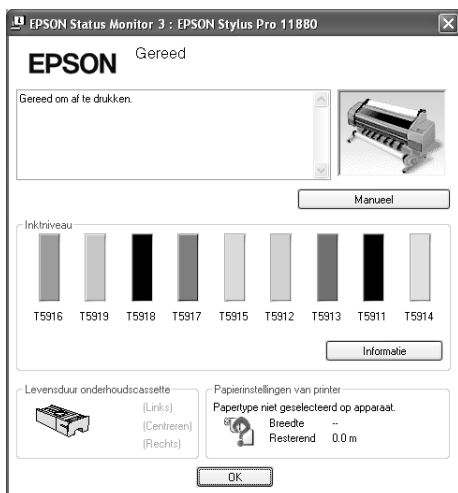 EPSON Status Monitor 3 : EPSON Stylus Pro 11880
EPSON
Gereed
Gereed om af te drukken.
Manueel
Inktniveau
T5916 T5919 T5918 T5917 T5915 T5912 T5913 T5911 T5914
Informatie
Levensduur onderhoudscassette
(Links)
(Centreren)
(Rechts)
Papierinstellingen van printer
Papertype niet geselecteerd op apparaat.
Breedte --
Resterend 0.0 m
OK